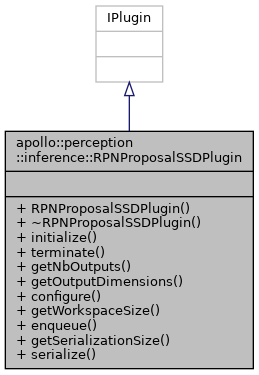 IPlugin
apollo::perception
::inference::RPNProposalSSDPlugin
+ RPNProposalSSDPlugin()
+ ~RPNProposalSSDPlugin()
+ initialize()
+ terminate()
+ getNbOutputs()
+ getOutputDimensions()
+ configure()
+ getWorkspaceSize()
+ enqueue()
+ getSerializationSize()
+ serialize()